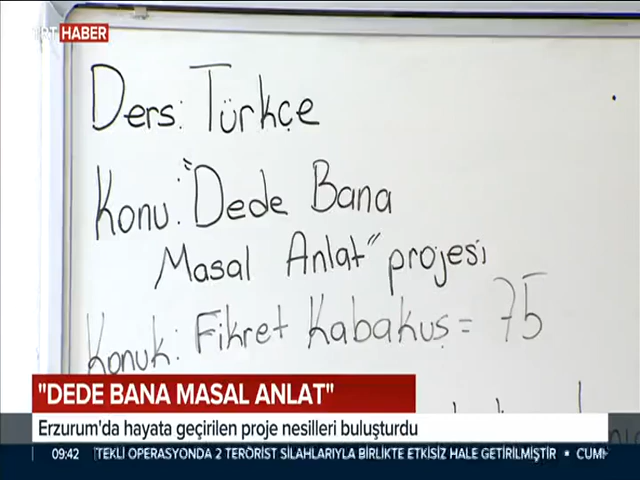 TRT HABER
Ders: Türkçe
Konu: "Dede Bana
Masal Anlat" projesi
Konuk: Fikret Kabakuş = 75
"DEDE BANA MASAL ANLAT"
Erzurum'da hayata geçirilen proje nesilleri buluşturdu
09:42 TEKLİ OPERASYONDA 2 TERÖRİST SİLAHLARIYLA BİRLİKTE ETKİSİZ HALE GETİRİLMİŞTİR • CUMH